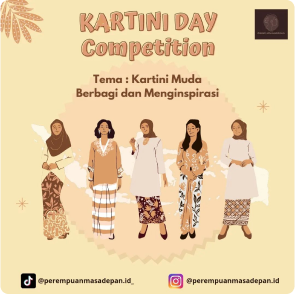 KARTINI DAY
Competition
Tema : Kartini Muda
Berbagi dan Menginspirasi
@perempuanmasadepan.id_
@perempuanmasadepan.id